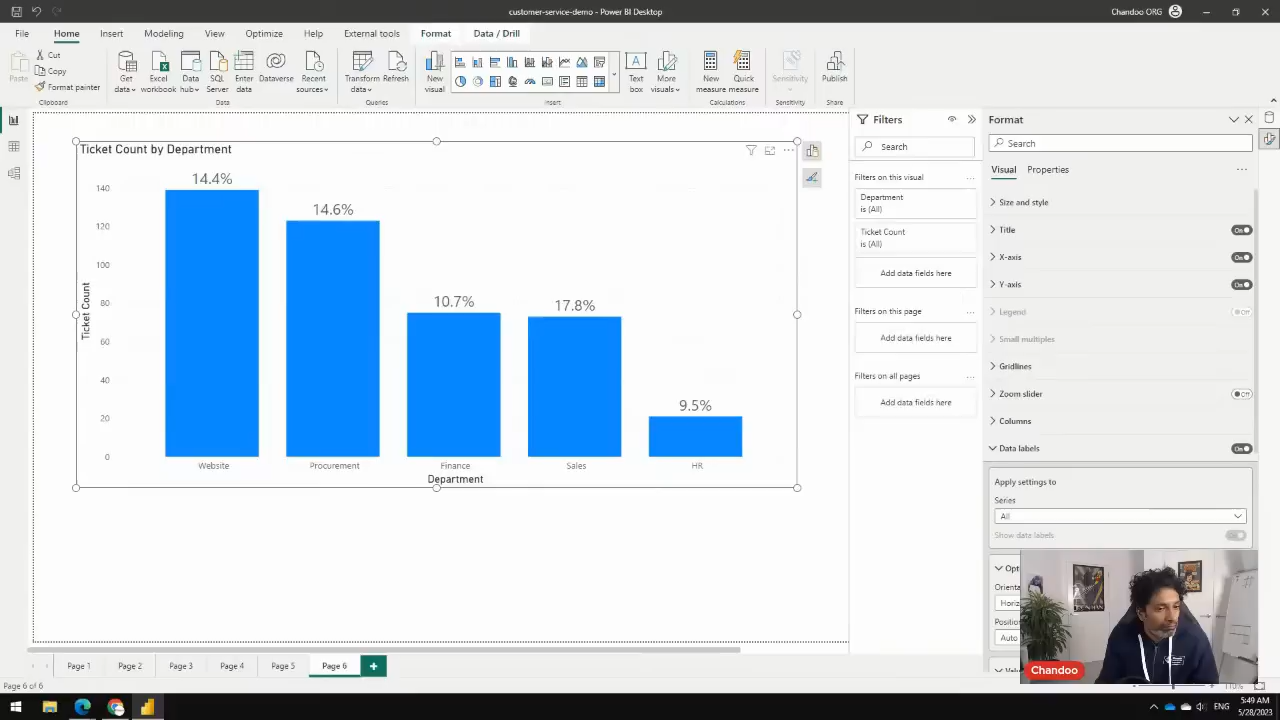 customer-service-demo - Power BI Desktop
Chandoo ORG
File Home Insert Modeling View Optimize Help External tools Format Data / Drill
Paste
Cut
Copy
Format painter
Clipboard
Get data
Excel workbook
Data hub
SQL Server
Enter data
Dataverse
Recent sources
Data
Transform data
Refresh
Queries
New visual
Text box
More visuals
Insert
New measure
Quick measure
Calculations
Sensitivity
Sensitivity
Publish
Share
Ticket Count by Department
140
120
100
80
60
40
20
0
Ticket Count
14.4%
14.6%
10.7%
17.8%
9.5%
Website Procurement Finance Sales HR
Department
Filters
Search
Filters on this visual
Department
is (All)
Ticket Count
is (All)
Add data fields here
Filters on this page
Add data fields here
Filters on all pages
Add data fields here
Format
Search
Visual Properties
Size and style
Title On
X-axis On
Y-axis On
Legend Off
Small multiples
Gridlines
Zoom slider Off
Columns
Data labels On
Apply settings to
Series
All
Show data labels
Chandoo
Page 1 Page 2 Page 3 Page 4 Page 5 Page 6
Page 6 of 6
110%
ENG
5:49 AM
5/28/2023